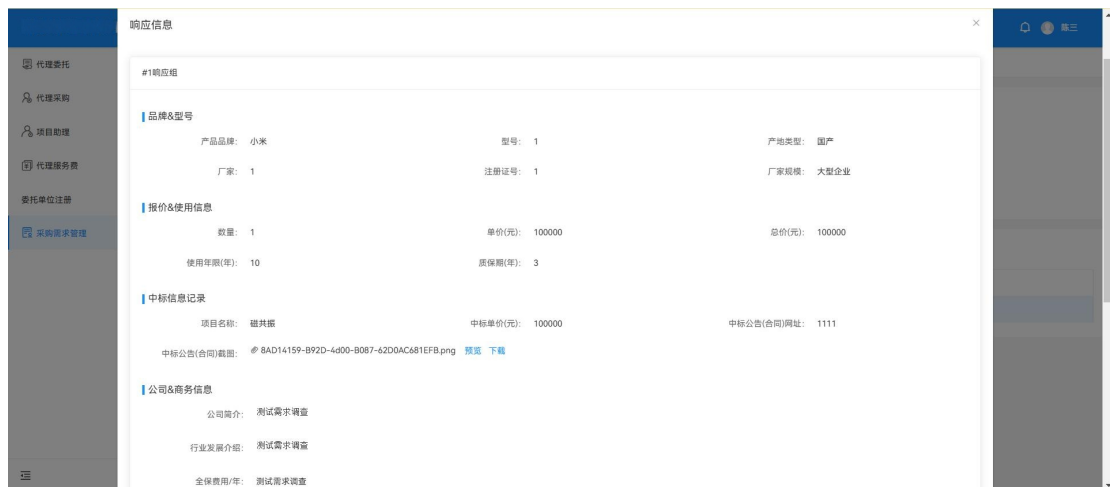 响应信息
×
陈三
代理委托
代理采购
项目助理
代理服务费
委托单位注册
采购需求管理
#1响应组
品牌&型号
产品品牌: 小米 型号: 1 产地类型: 国产
厂家: 1 注册证号: 1 厂家规模: 大型企业
报价&使用信息
数量: 1 单价(元): 100000 总价(元): 100000
使用年限(年): 10 质保期(年): 3
中标信息记录
项目名称: 磁共振 中标单价(元): 100000 中标公告(合同)网址: 1111
中标公告(合同)截图: 8AD14159-B92D-4d00-B087-62D0AC681EFB.png 预览 下载
公司&商务信息
公司简介: 测试需求调查
行业发展介绍: 测试需求调查
全保费用/年: 测试需求调查